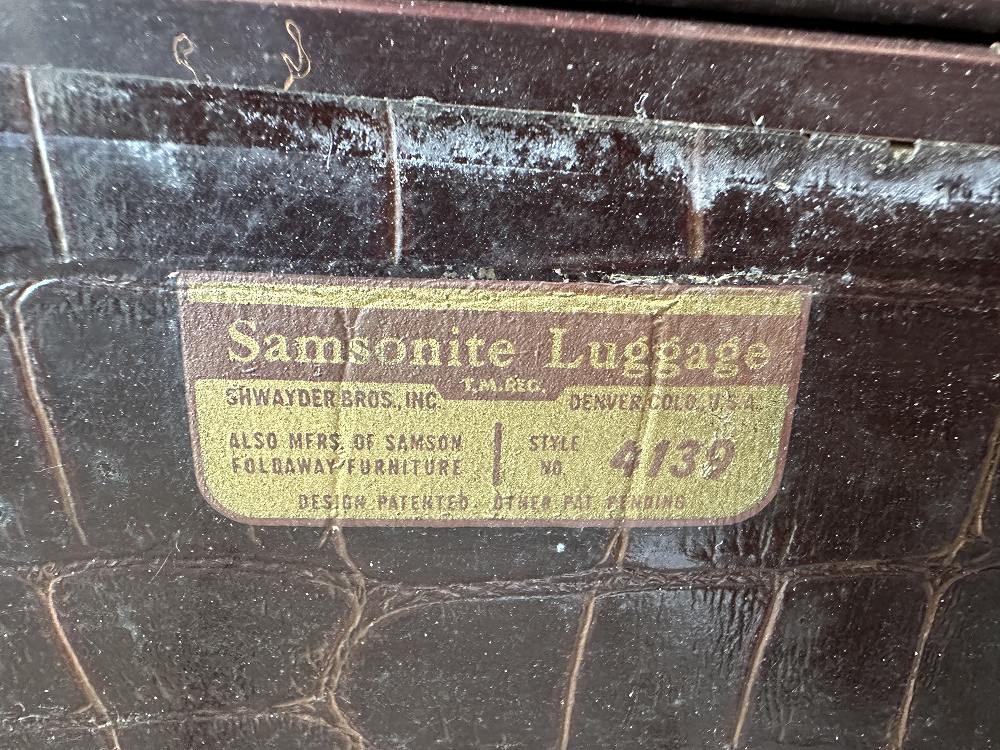 Samsonite Luggage
T.M. REG.
SHWAYDER BROS., INC. DENVER, COLO., U.S.A.
ALSO MFRS. OF SAMSON
FOLDAWAY FURNITURE
STYLE
NO. 4139
DESIGN PATENTED OTHER PAT. PENDING